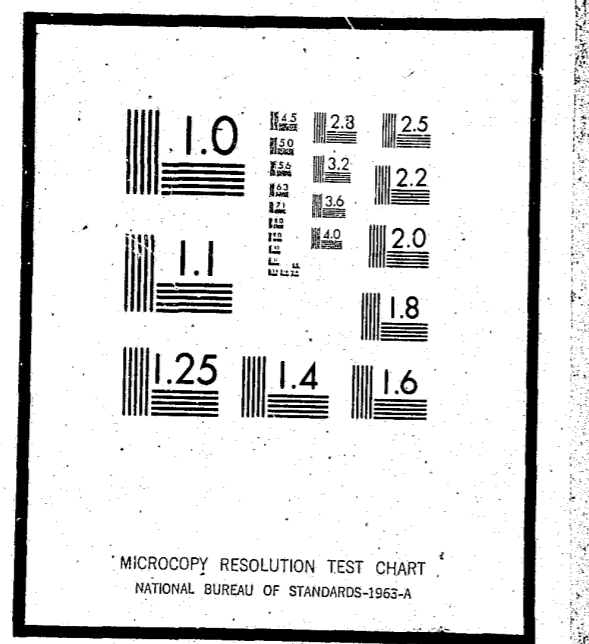 1.0
4.5 2.8 2.5
5.0
5.6 3.2 2.2
6.3
7.1 3.6
4.0 2.0
1.1
1.8
1.25 1.4 1.6
MICROCOPY RESOLUTION TEST CHART
NATIONAL BUREAU OF STANDARDS-1963-A